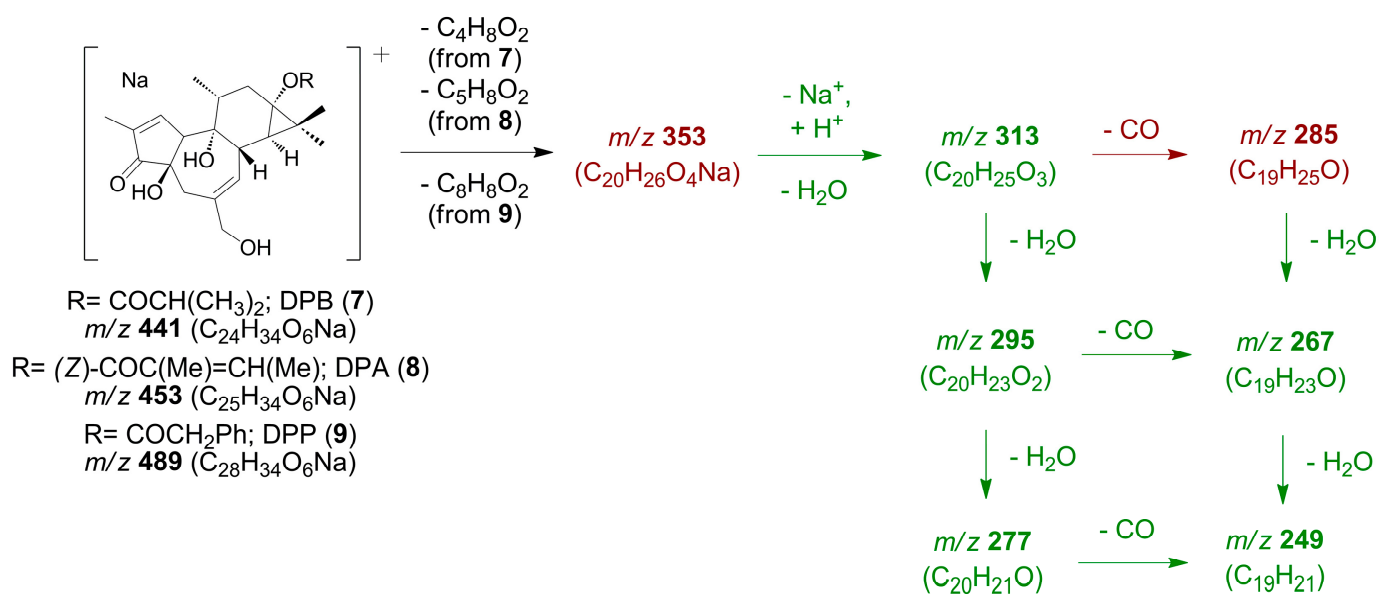 Na
OR
HO
H
H
O
HO
OH
+
- C₄H₈O₂
(from 7)
- C₅H₈O₂
(from 8)
- C₈H₈O₂
(from 9)
m/z 353
(C₂₀H₂₆O₄Na)
- Na⁺,
+ H⁺
- H₂O
m/z 313
(C₂₀H₂₅O₃)
- CO
m/z 285
(C₁₉H₂₅O)
- H₂O
- H₂O
R= COCH(CH₃)₂; DPB (7)
m/z 441 (C₂₄H₃₄O₆Na)
R= (Z)-COC(Me)=CH(Me); DPA (8)
m/z 453 (C₂₅H₃₄O₆Na)
R= COCH₂Ph; DPP (9)
m/z 489 (C₂₈H₃₄O₆Na)
m/z 295
(C₂₀H₂₃O₂)
- CO
m/z 267
(C₁₉H₂₃O)
- H₂O
- H₂O
m/z 277
(C₂₀H₂₁O)
- CO
m/z 249
(C₁₉H₂₁)